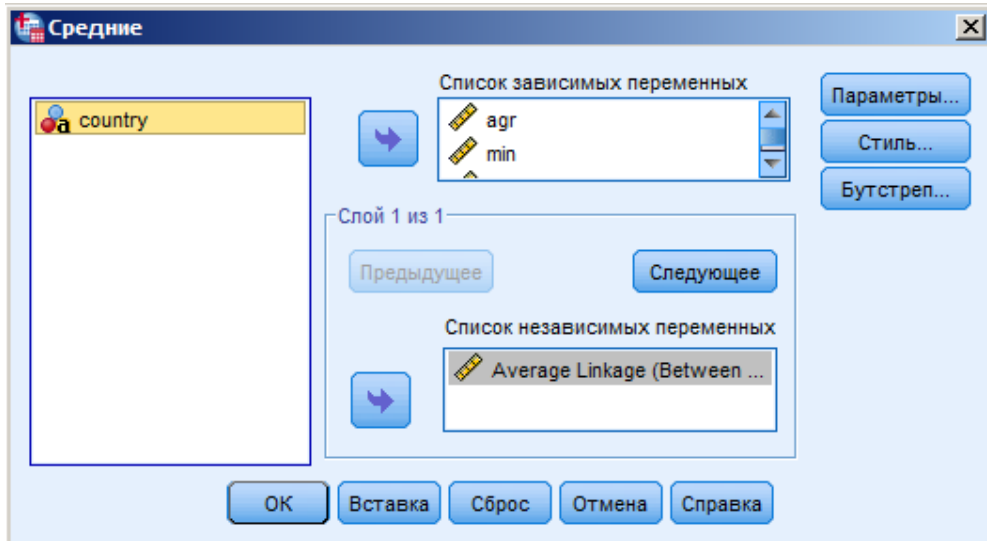 Средние
country
Список зависимых переменных
agr
min
Параметры...
Стиль...
Бутстреп...
Слой 1 из 1
Предыдущее
Следующее
Список независимых переменных
Average Linkage (Between ...
ОК
Вставка
Сброс
Отмена
Справка